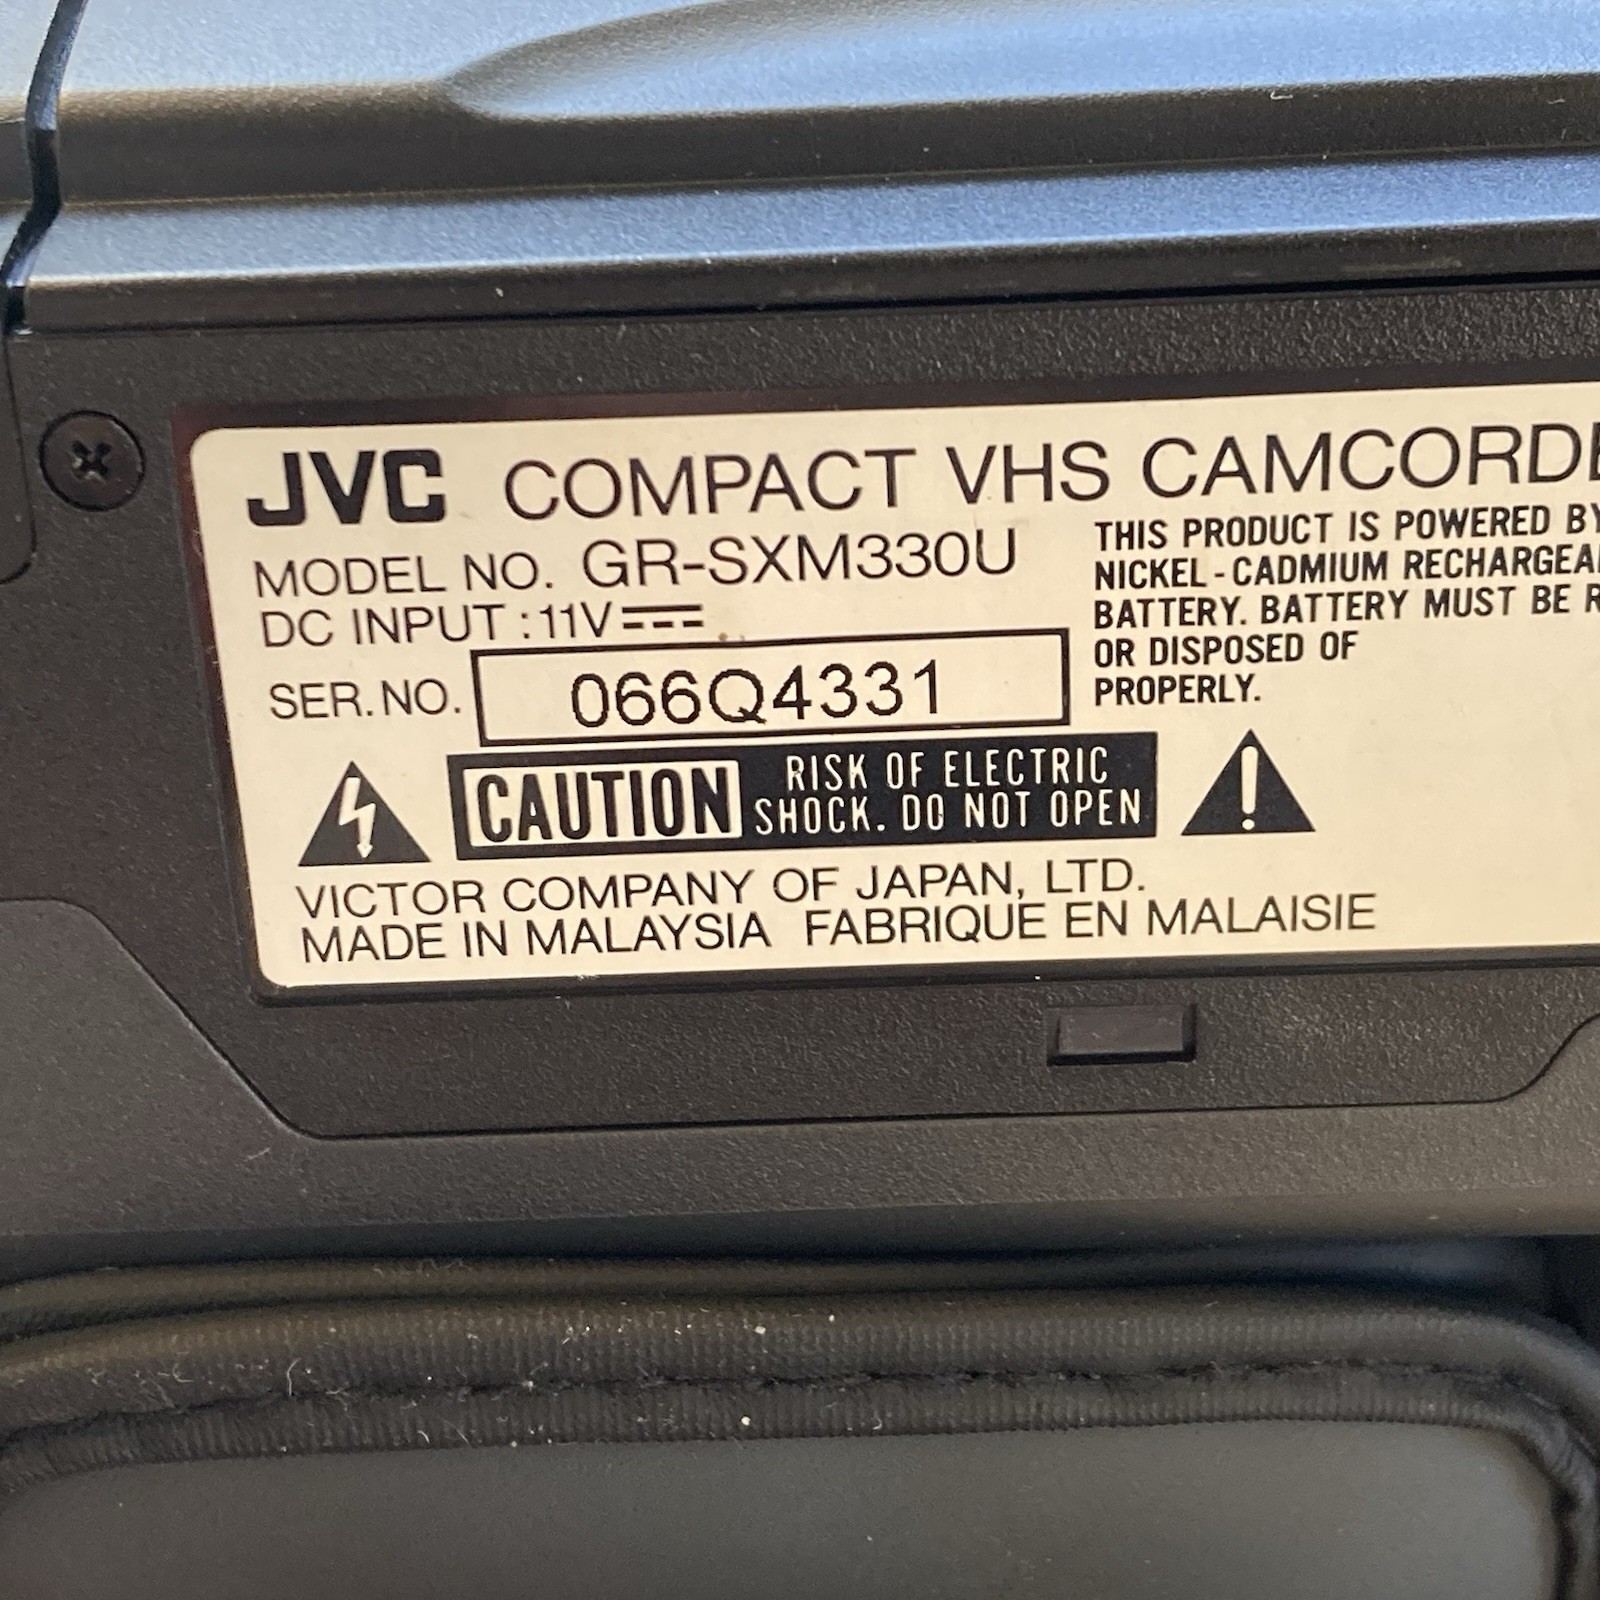 JVC COMPACT VHS CAMCORDE
MODEL NO. GR-SXM330U
DC INPUT : 11V
SER. NO. 066Q4331
THIS PRODUCT IS POWERED BY
NICKEL-CADMIUM RECHARGEA
BATTERY. BATTERY MUST BE R
OR DISPOSED OF
PROPERLY.
CAUTION RISK OF ELECTRIC
SHOCK. DO NOT OPEN
VICTOR COMPANY OF JAPAN, LTD.
MADE IN MALAYSIA FABRIQUE EN MALAISIE